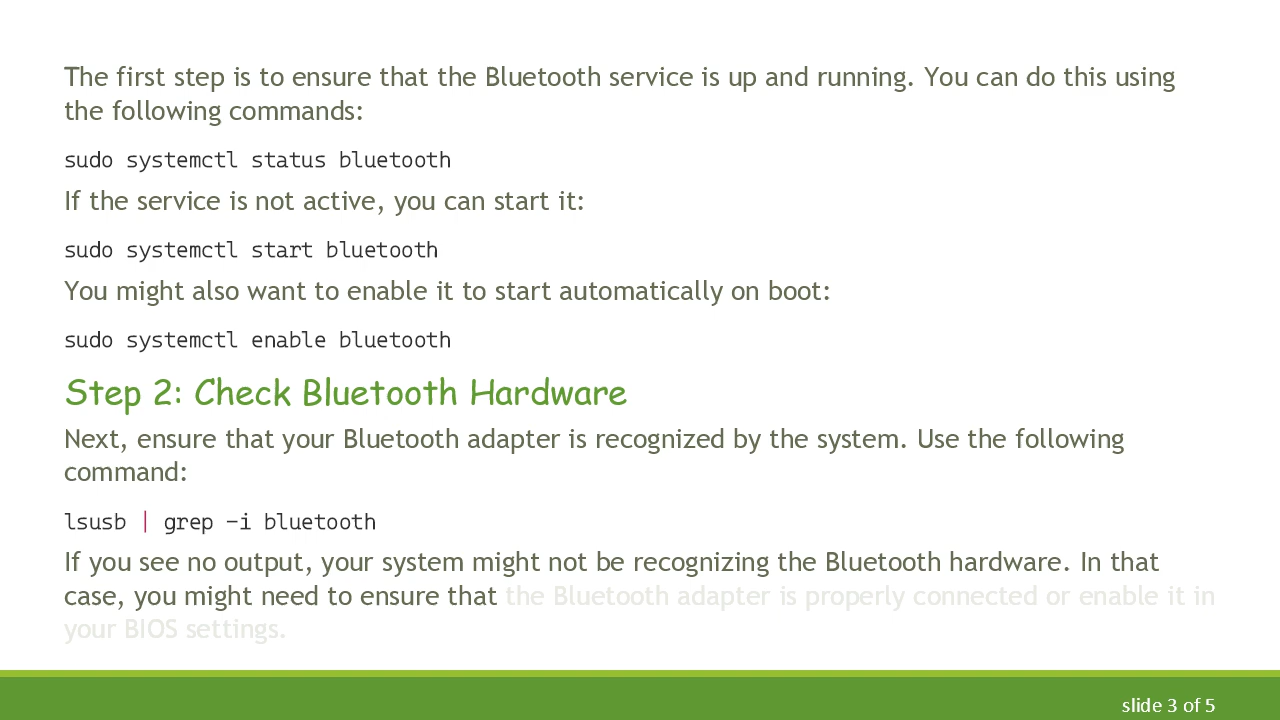 The first step is to ensure that the Bluetooth service is up and running. You can do this using
the following commands:
sudo systemctl status bluetooth
If the service is not active, you can start it:
sudo systemctl start bluetooth
You might also want to enable it to start automatically on boot:
sudo systemctl enable bluetooth
Step 2: Check Bluetooth Hardware
Next, ensure that your Bluetooth adapter is recognized by the system. Use the following
command:
lsusb | grep -i bluetooth
If you see no output, your system might not be recognizing the Bluetooth hardware. In that
case, you might need to ensure that the Bluetooth adapter is properly connected or enable it in
your BIOS settings.
slide 3 of 5